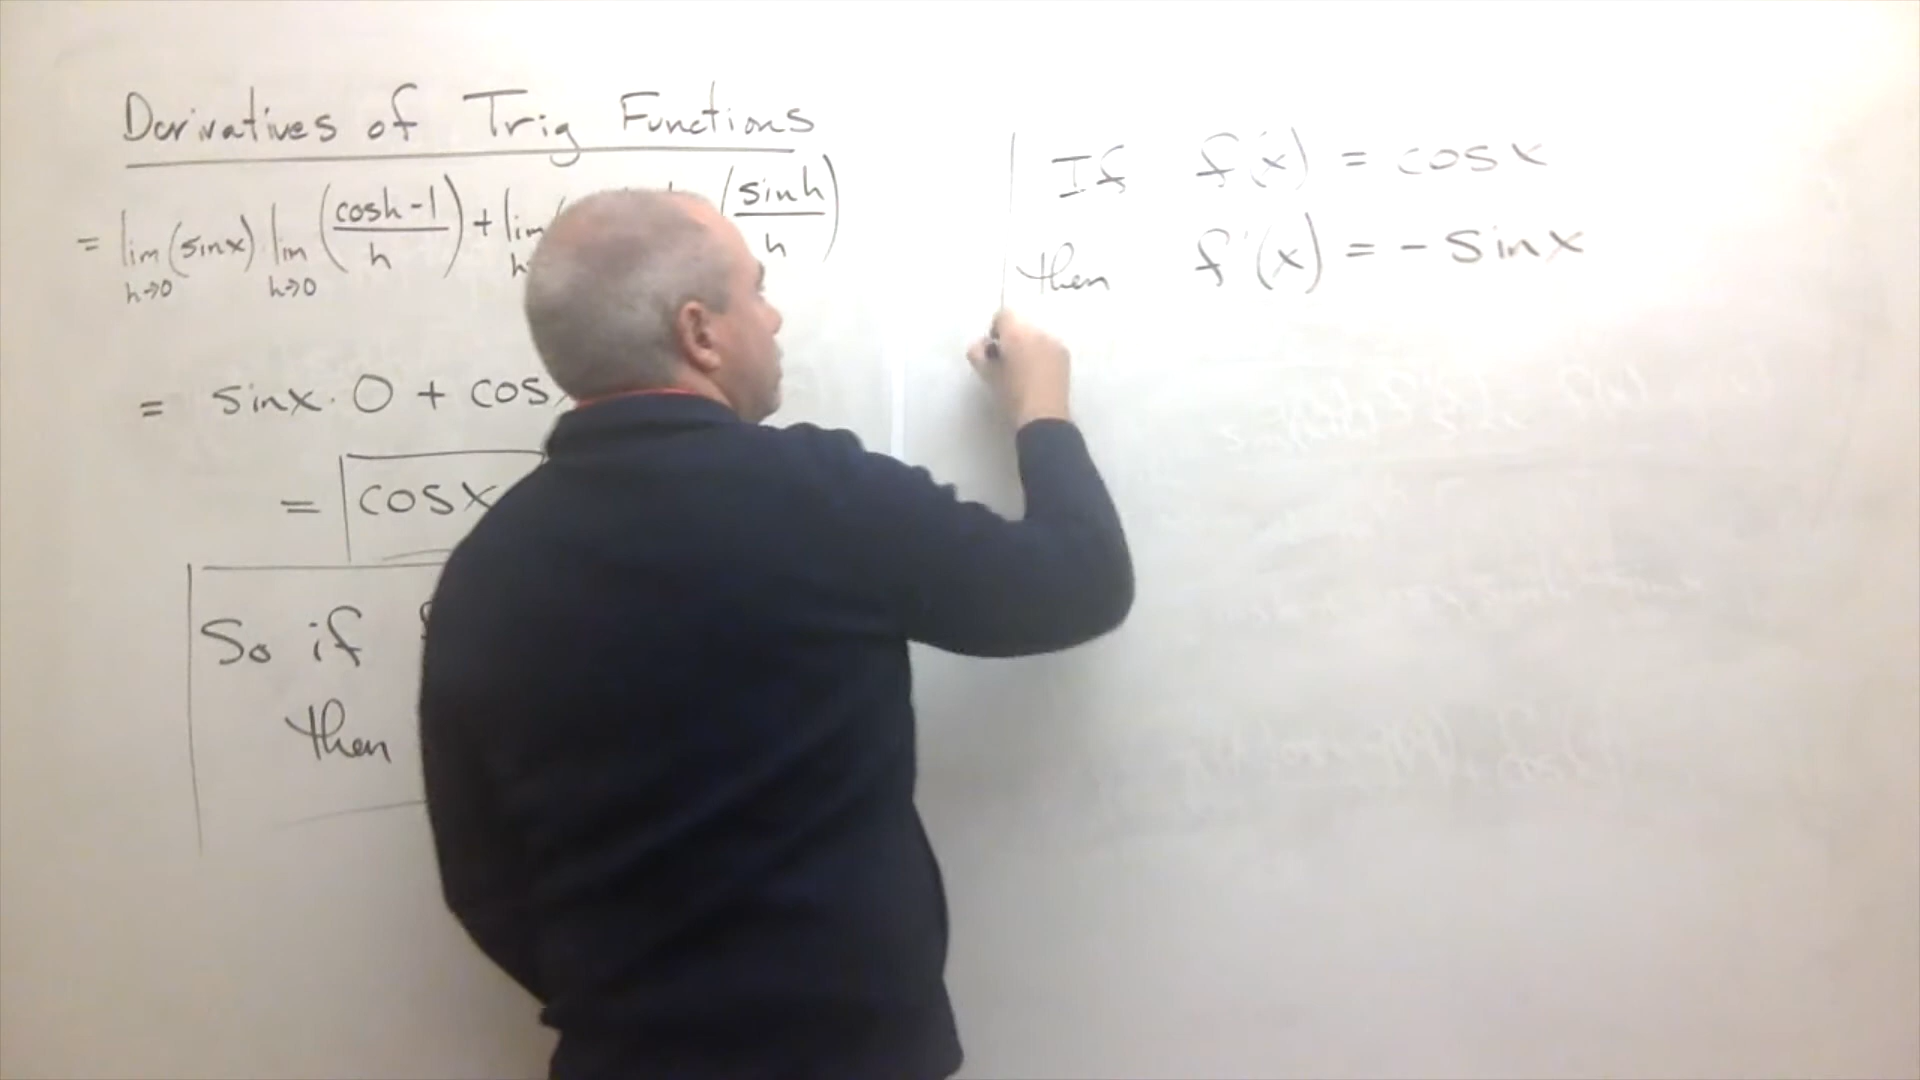 Derivatives of Trig Functions
= lim h→0 (sinx) · lim h→0 (cosh-1 / h) + lim (sinh / h)
= sinx · 0 + cos
= cosx
So if
then
If f(x) = cosx
then f'(x) = - sinx